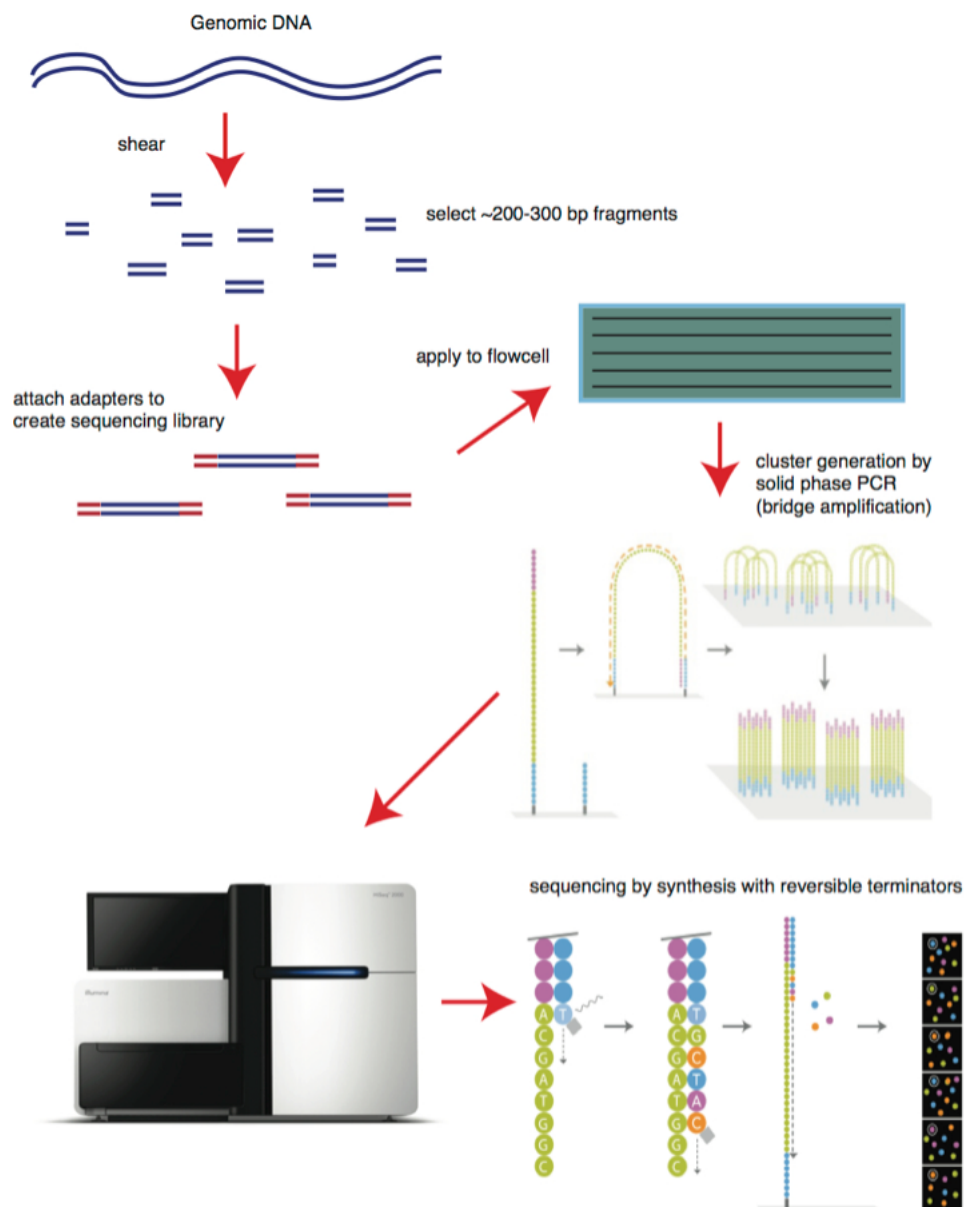 Genomic DNA
shear
select ~200-300 bp fragments
apply to flowcell
attach adapters to
create sequencing library
cluster generation by
solid phase PCR
(bridge amplification)
sequencing by synthesis with reversible terminators
A T
C
G
A
T
G
G
C
A T
C G
G C
A T
T A
G C
G
C